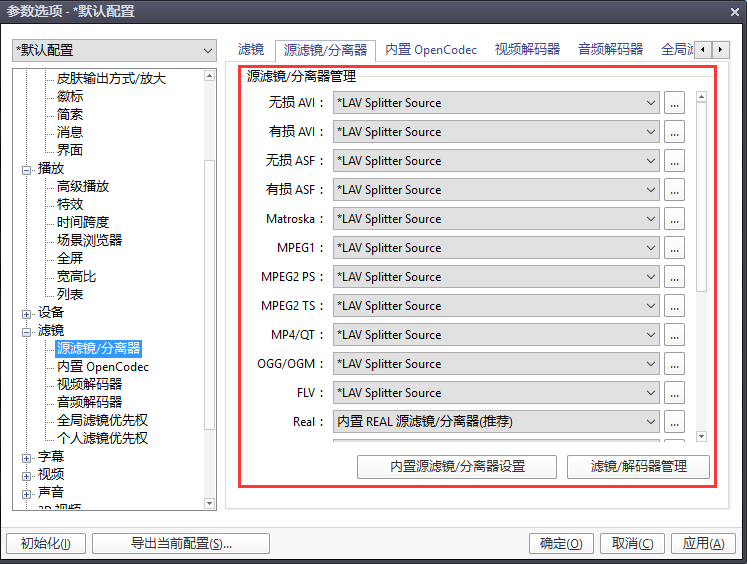 参数选项 - *默认配置
*默认配置
皮肤输出方式/放大
徽标
简索
消息
界面
播放
高级播放
特效
时间跨度
场景浏览器
全屏
宽高比
列表
设备
滤镜
源滤镜/分离器
内置 OpenCodec
视频解码器
音频解码器
全局滤镜优先权
个人滤镜优先权
字幕
视频
声音
滤镜 源滤镜/分离器 内置 OpenCodec 视频解码器 音频解码器 全局滤
源滤镜/分离器管理
无损 AVI： *LAV Splitter Source ...
有损 AVI： *LAV Splitter Source ...
无损 ASF： *LAV Splitter Source ...
有损 ASF： *LAV Splitter Source ...
Matroska： *LAV Splitter Source ...
MPEG1： *LAV Splitter Source ...
MPEG2 PS： *LAV Splitter Source ...
MPEG2 TS： *LAV Splitter Source ...
MP4/QT： *LAV Splitter Source ...
OGG/OGM： *LAV Splitter Source ...
FLV： *LAV Splitter Source ...
Real： 内置 REAL 源滤镜/分离器(推荐) ...
内置源滤镜/分离器设置 滤镜/解码器管理
初始化(I) 导出当前配置(S)... 确定(O) 取消(C) 应用(A)